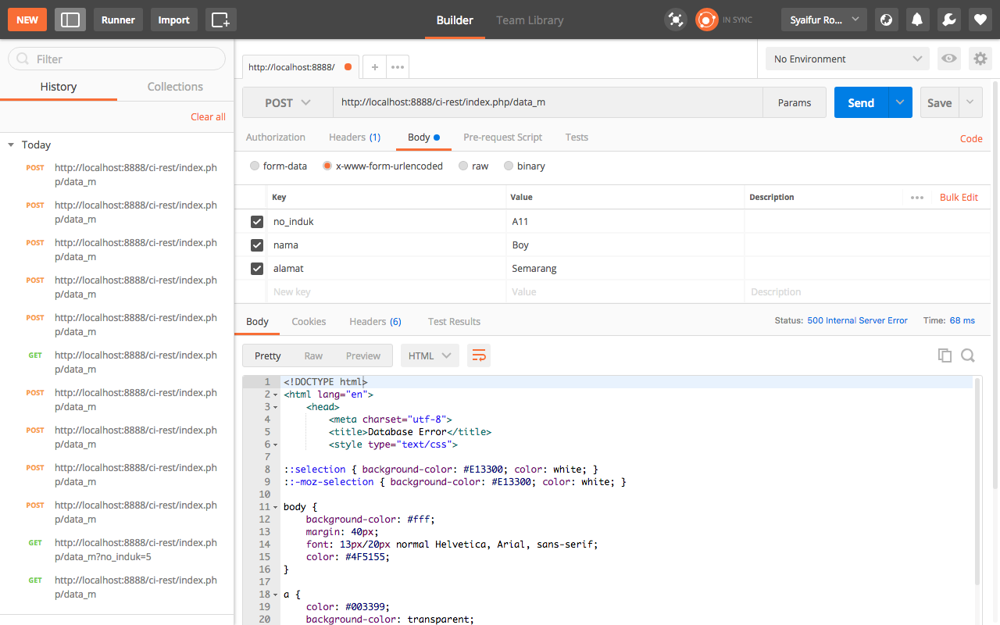 NEW
Runner
Import
Builder
Team Library
IN SYNC
Syaifur Ro...
Filter
History
Collections
Clear all
Today
POST http://localhost:8888/ci-rest/index.ph
p/data_m
POST http://localhost:8888/ci-rest/index.ph
p/data_m
POST http://localhost:8888/ci-rest/index.ph
p/data_m
POST http://localhost:8888/ci-rest/index.ph
p/data_m
POST http://localhost:8888/ci-rest/index.ph
p/data_m
GET http://localhost:8888/ci-rest/index.ph
p/data_m
POST http://localhost:8888/ci-rest/index.ph
p/data_m
POST http://localhost:8888/ci-rest/index.ph
p/data_m
POST http://localhost:8888/ci-rest/index.ph
p/data_m
POST http://localhost:8888/ci-rest/index.ph
p/data_m
GET http://localhost:8888/ci-rest/index.ph
p/data_m?no_induk=5
GET http://localhost:8888/ci-rest/index.ph
p/data_m
http://localhost:8888/
No Environment
POST http://localhost:8888/ci-rest/index.php/data_m Params Send Save
Authorization Headers (1) Body Pre-request Script Tests Code
form-data x-www-form-urlencoded raw binary
Key Value Description Bulk Edit
no_induk A11
nama Boy
alamat Semarang
New key Value Description
Body Cookies Headers (6) Test Results Status: 500 Internal Server Error Time: 68 ms
Pretty Raw Preview HTML
1 <!DOCTYPE html>
2 <html lang="en">
3 <head>
4 <meta charset="utf-8">
5 <title>Database Error</title>
6 <style type="text/css">
7
8 ::selection { background-color: #E13300; color: white; }
9 ::-moz-selection { background-color: #E13300; color: white; }
10
11 body {
12 background-color: #fff;
13 margin: 40px;
14 font: 13px/20px normal Helvetica, Arial, sans-serif;
15 color: #4F5155;
16 }
17
18 a {
19 color: #003399;
20 background-color: transparent;